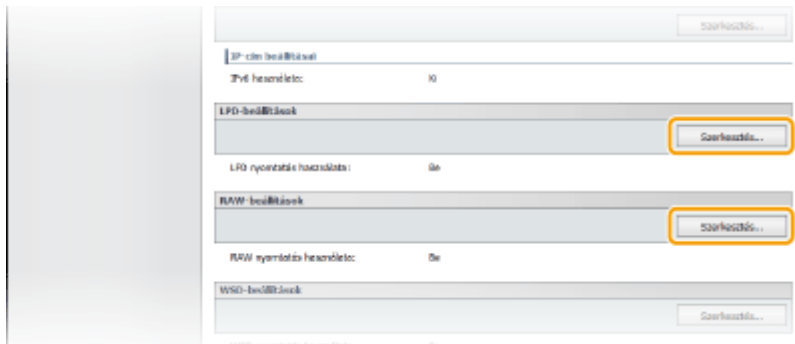 Szerkesztés...
IP-cím beállításai
IPv6 használata: Ki
LPD-beállítások
Szerkesztés...
LPD nyomtatás használata: Be
RAW-beállítások
Szerkesztés...
RAW nyomtatás használata: Be
WSD-beállítások
Szerkesztés...